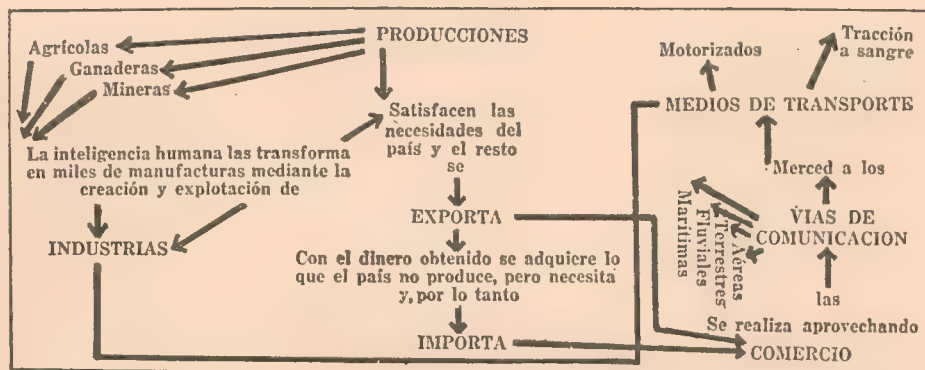 PRODUCCIONES
Agrícolas
Ganaderas
Mineras
Satisfacen las
necesidades del
país y el resto
se
La inteligencia humana las transforma
en miles de manufacturas mediante la
creación y explotación de
INDUSTRIAS
EXPORTA
Con el dinero obtenido se adquiere lo
que el país no produce, pero necesita
y, por lo tanto
IMPORTA
COMERCIO
Se realiza aprovechando
las
VIAS DE
COMUNICACION
Aéreas
Terrestres
Fluviales
Marítimas
Merced a los
MEDIOS DE TRANSPORTE
Motorizados
Tracción
a sangre